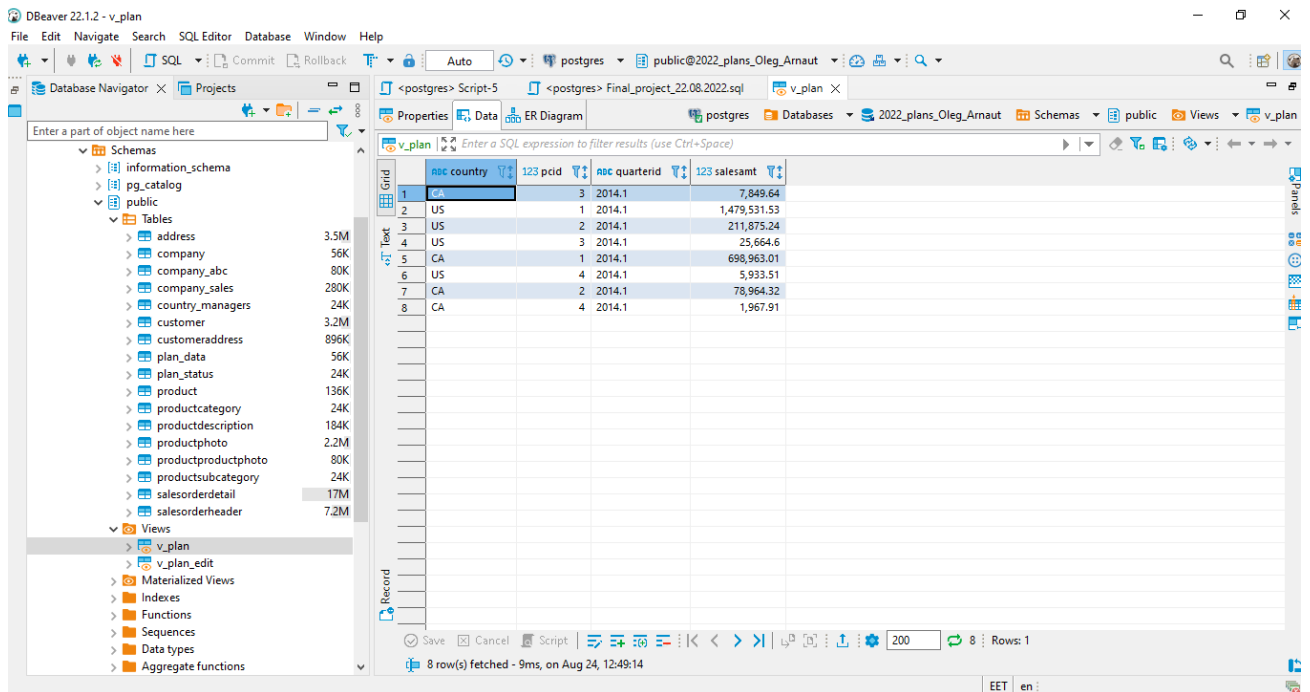 DBeaver 22.1.2 - v_plan
File Edit Navigate Search SQL Editor Database Window Help
SQL Commit Rollback Auto postgres public@2022_plans_Oleg_Arnaut
Database Navigator Projects
<postgres> Script-5 <postgres> Final_project_22.08.2022.sql v_plan
Properties Data ER Diagram postgres Databases 2022_plans_Oleg_Arnaut Schemas public Views v_plan
Enter a part of object name here
v_plan Enter a SQL expression to filter results (use Ctrl+Space)
Schemas
information_schema
pg_catalog
public
Tables
address 3.5M
company 56K
company_abc 80K
company_sales 280K
country_managers 24K
customer 3.2M
customeraddress 896K
plan_data 56K
plan_status 24K
product 136K
productcategory 24K
productdescription 184K
productphoto 2.2M
productproductphoto 80K
productsubcategory 24K
salesorderdetail 17M
salesorderheader 7.2M
Views
v_plan
v_plan_edit
Materialized Views
Indexes
Functions
Sequences
Data types
Aggregate functions
Grid
Text
Record
ABC country 123 pcid ABC quarterid 123 salesamt
1 CA 3 2014.1 7,849.64
2 US 1 2014.1 1,479,531.53
3 US 2 2014.1 211,875.24
4 US 3 2014.1 25,664.6
5 CA 1 2014.1 698,963.01
6 US 4 2014.1 5,933.51
7 CA 2 2014.1 78,964.32
8 CA 4 2014.1 1,967.91
Panels
Save Cancel Script 200 8 Rows: 1
8 row(s) fetched - 9ms, on Aug 24, 12:49:14
EET en